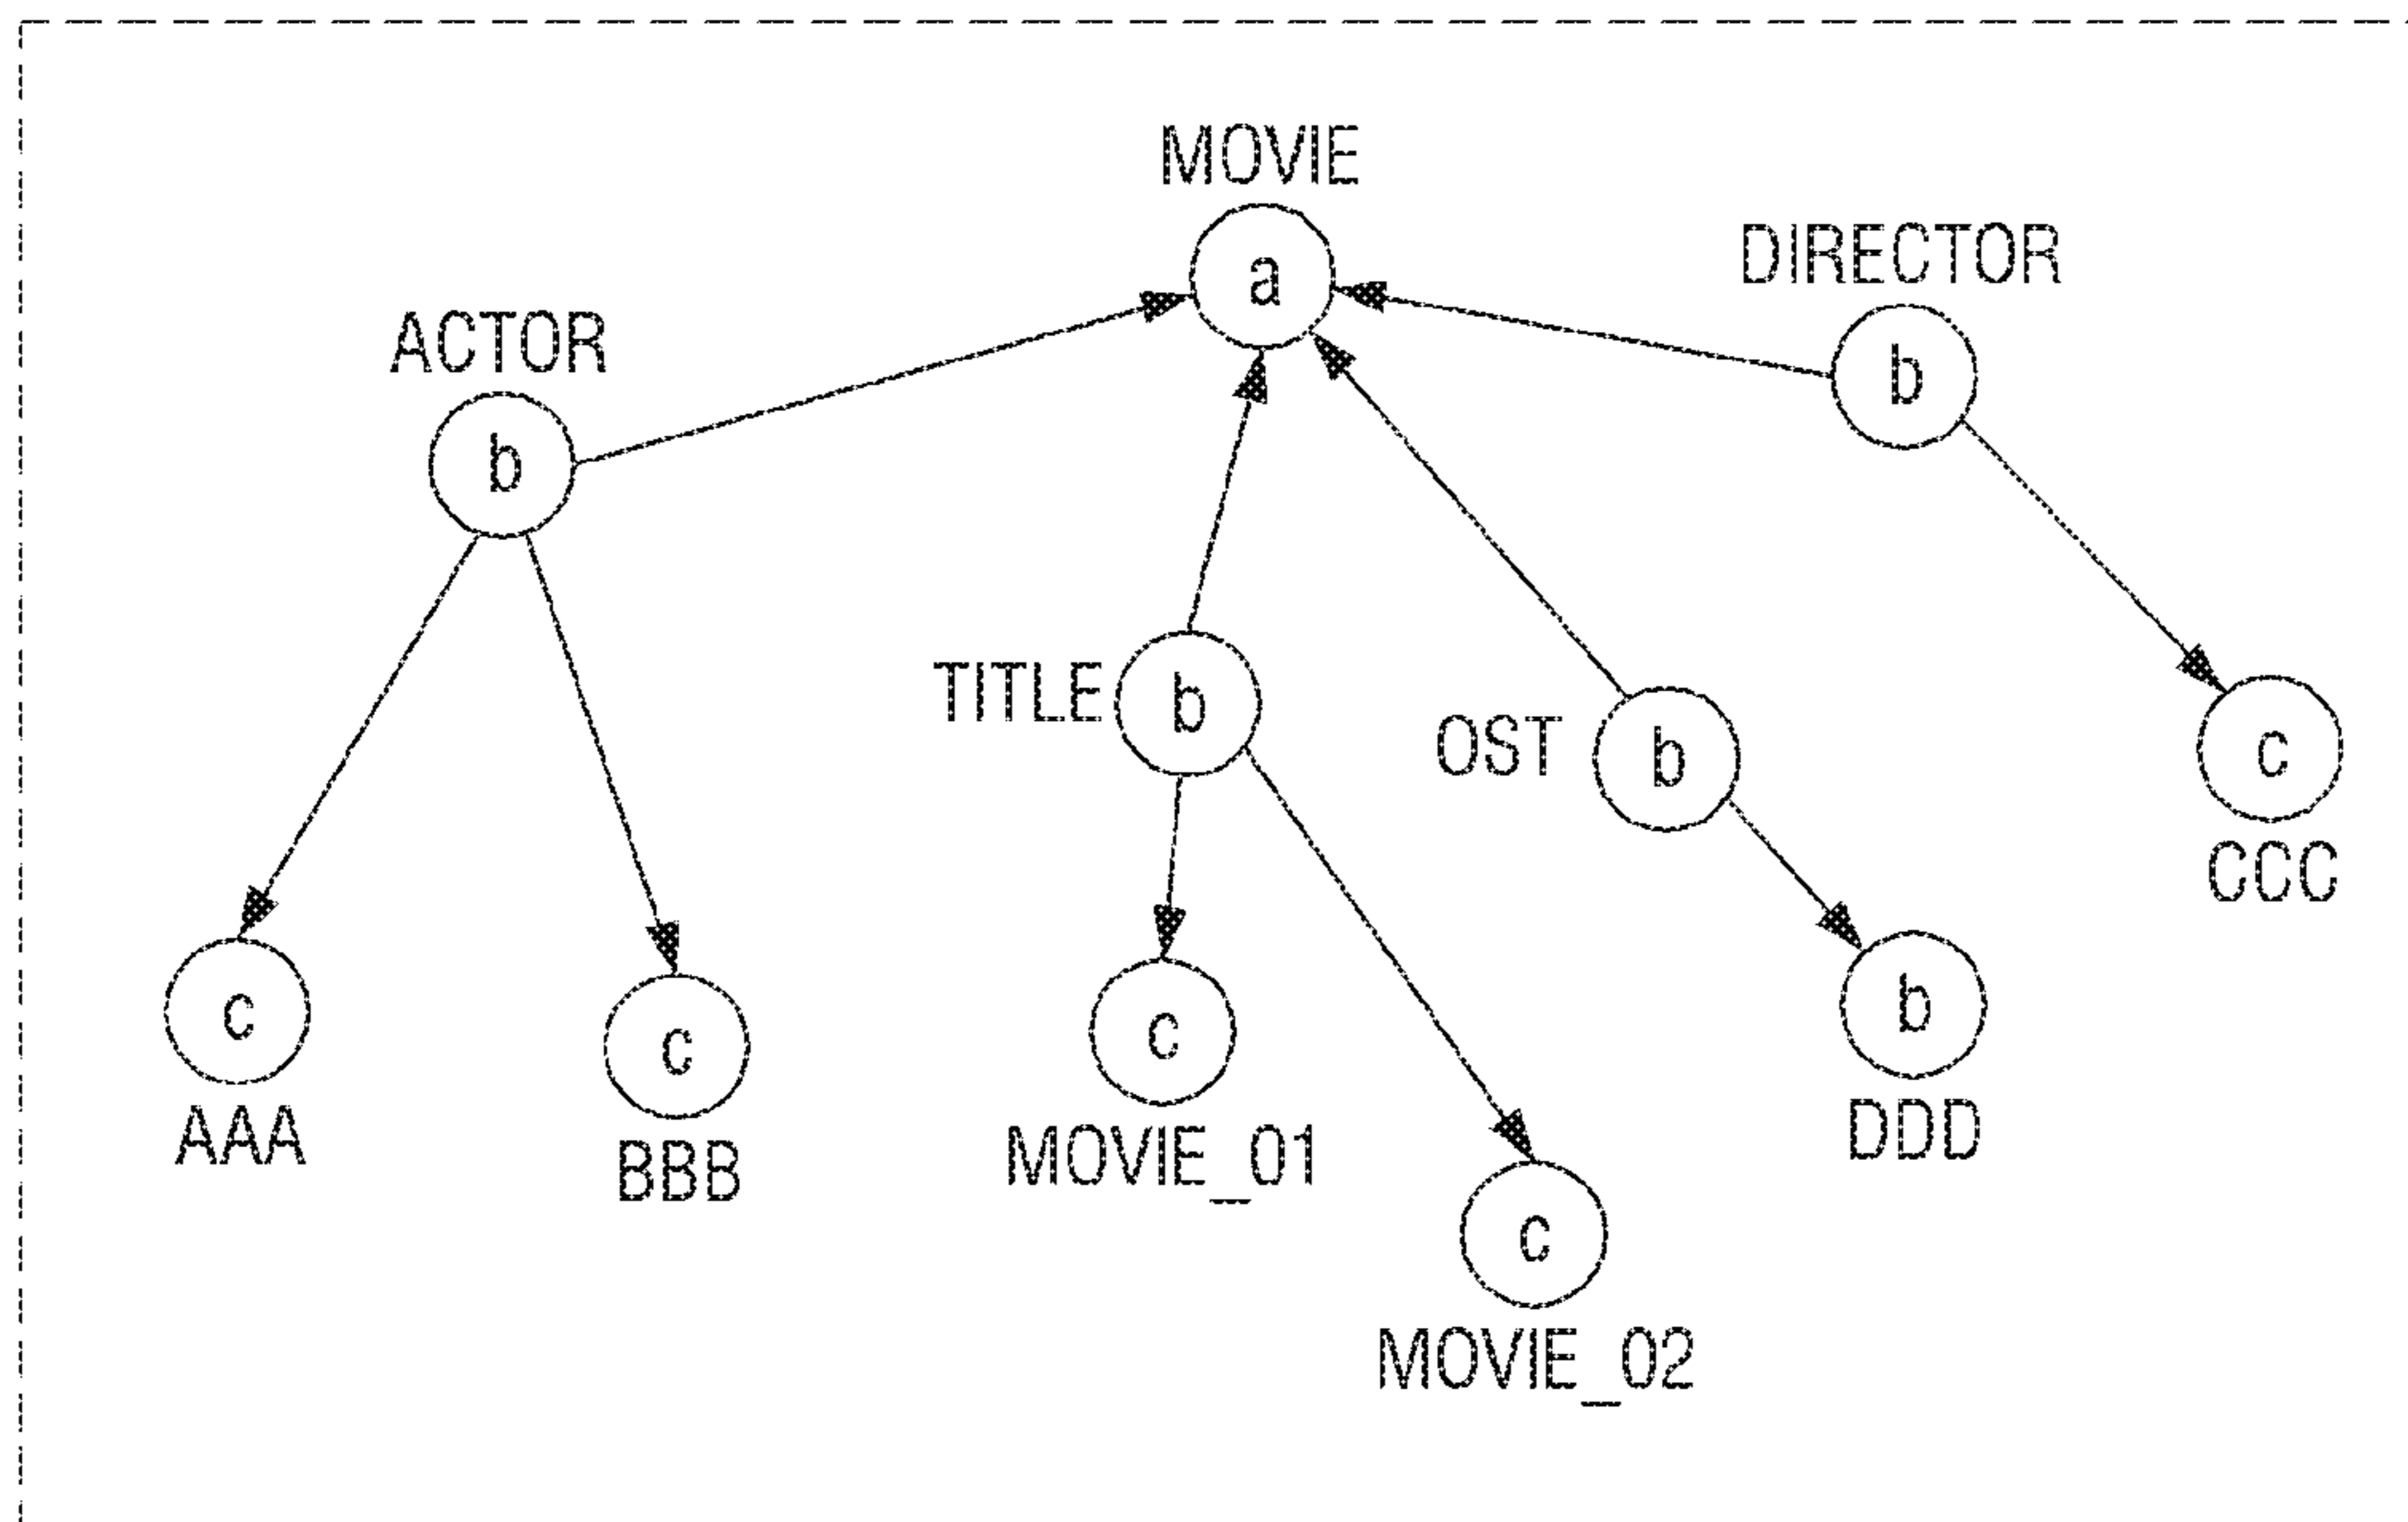 MOVIE
a
DIRECTOR
b
ACTOR
b
TITLE
b
OST
b
c
CCC
c
AAA
c
BBB
c
MOVIE_01
b
DDD
c
MOVIE_02